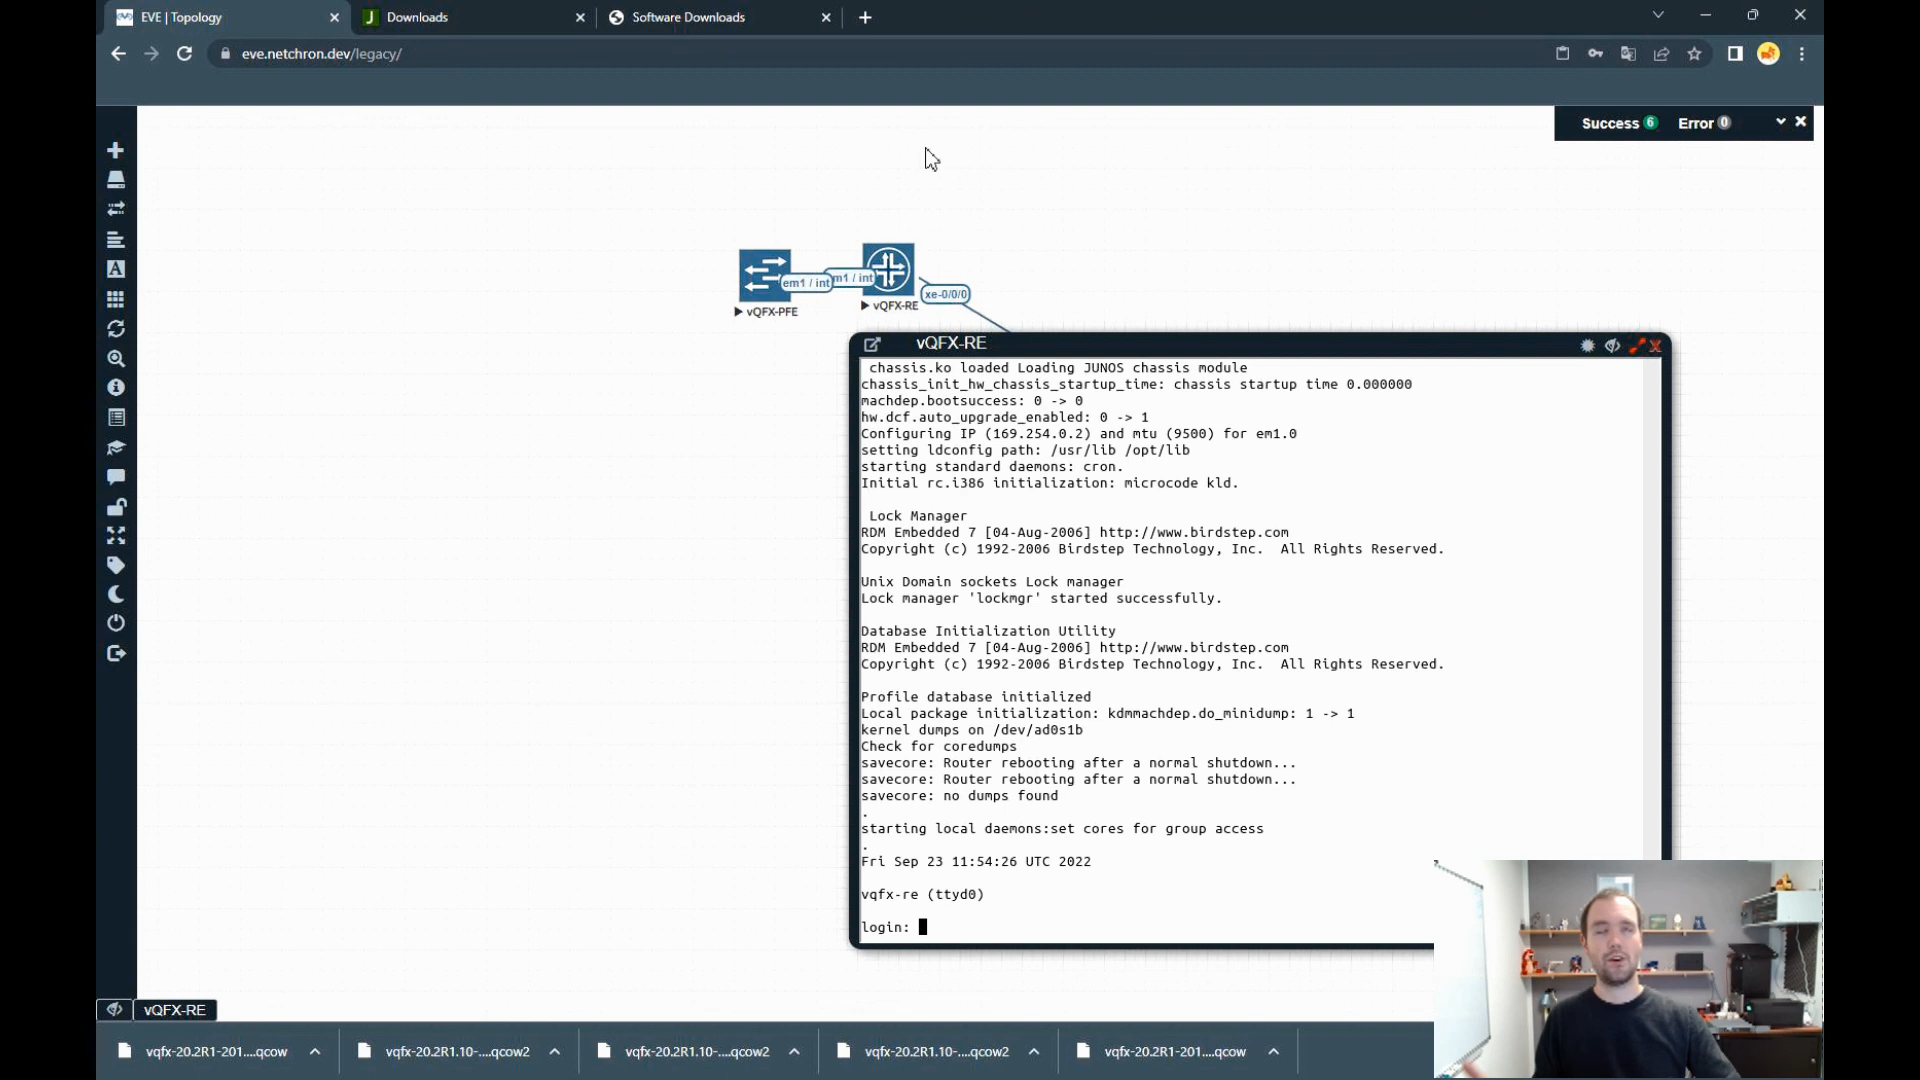 EVE | Topology
Downloads
Software Downloads
eve.netchron.dev/legacy/
Success 6 Error 0
em1 / int
m1 / int
xe-0/0/0
vQFX-PFE
vQFX-RE
vQFX-RE
chassis.ko loaded Loading JUNOS chassis module
chassis_init_hw_chassis_startup_time: chassis startup time 0.000000
machdep.bootsuccess: 0 -> 0
hw.dcf.auto_upgrade_enabled: 0 -> 1
Configuring IP (169.254.0.2) and mtu (9500) for em1.0
setting ldconfig path: /usr/lib /opt/lib
starting standard daemons: cron.
Initial rc.i386 initialization: microcode kld.
Lock Manager
RDM Embedded 7 [04-Aug-2006] http://www.birdstep.com
Copyright (c) 1992-2006 Birdstep Technology, Inc.  All Rights Reserved.
Unix Domain sockets Lock manager
Lock manager 'lockmgr' started successfully.
Database Initialization Utility
RDM Embedded 7 [04-Aug-2006] http://www.birdstep.com
Copyright (c) 1992-2006 Birdstep Technology, Inc.  All Rights Reserved.
Profile database initialized
Local package initialization: kdmmachdep.do_minidump: 1 -> 1
kernel dumps on /dev/ad0s1b
Check for coredumps
savecore: Router rebooting after a normal shutdown...
savecore: Router rebooting after a normal shutdown...
savecore: no dumps found
.
starting local daemons:set cores for group access
.
Fri Sep 23 11:54:26 UTC 2022
vqfx-re (ttyd0)
login:
vQFX-RE
vqfx-20.2R1-201....qcow
vqfx-20.2R1.10-....qcow2
vqfx-20.2R1.10-....qcow2
vqfx-20.2R1.10-....qcow2
vqfx-20.2R1-201....qcow